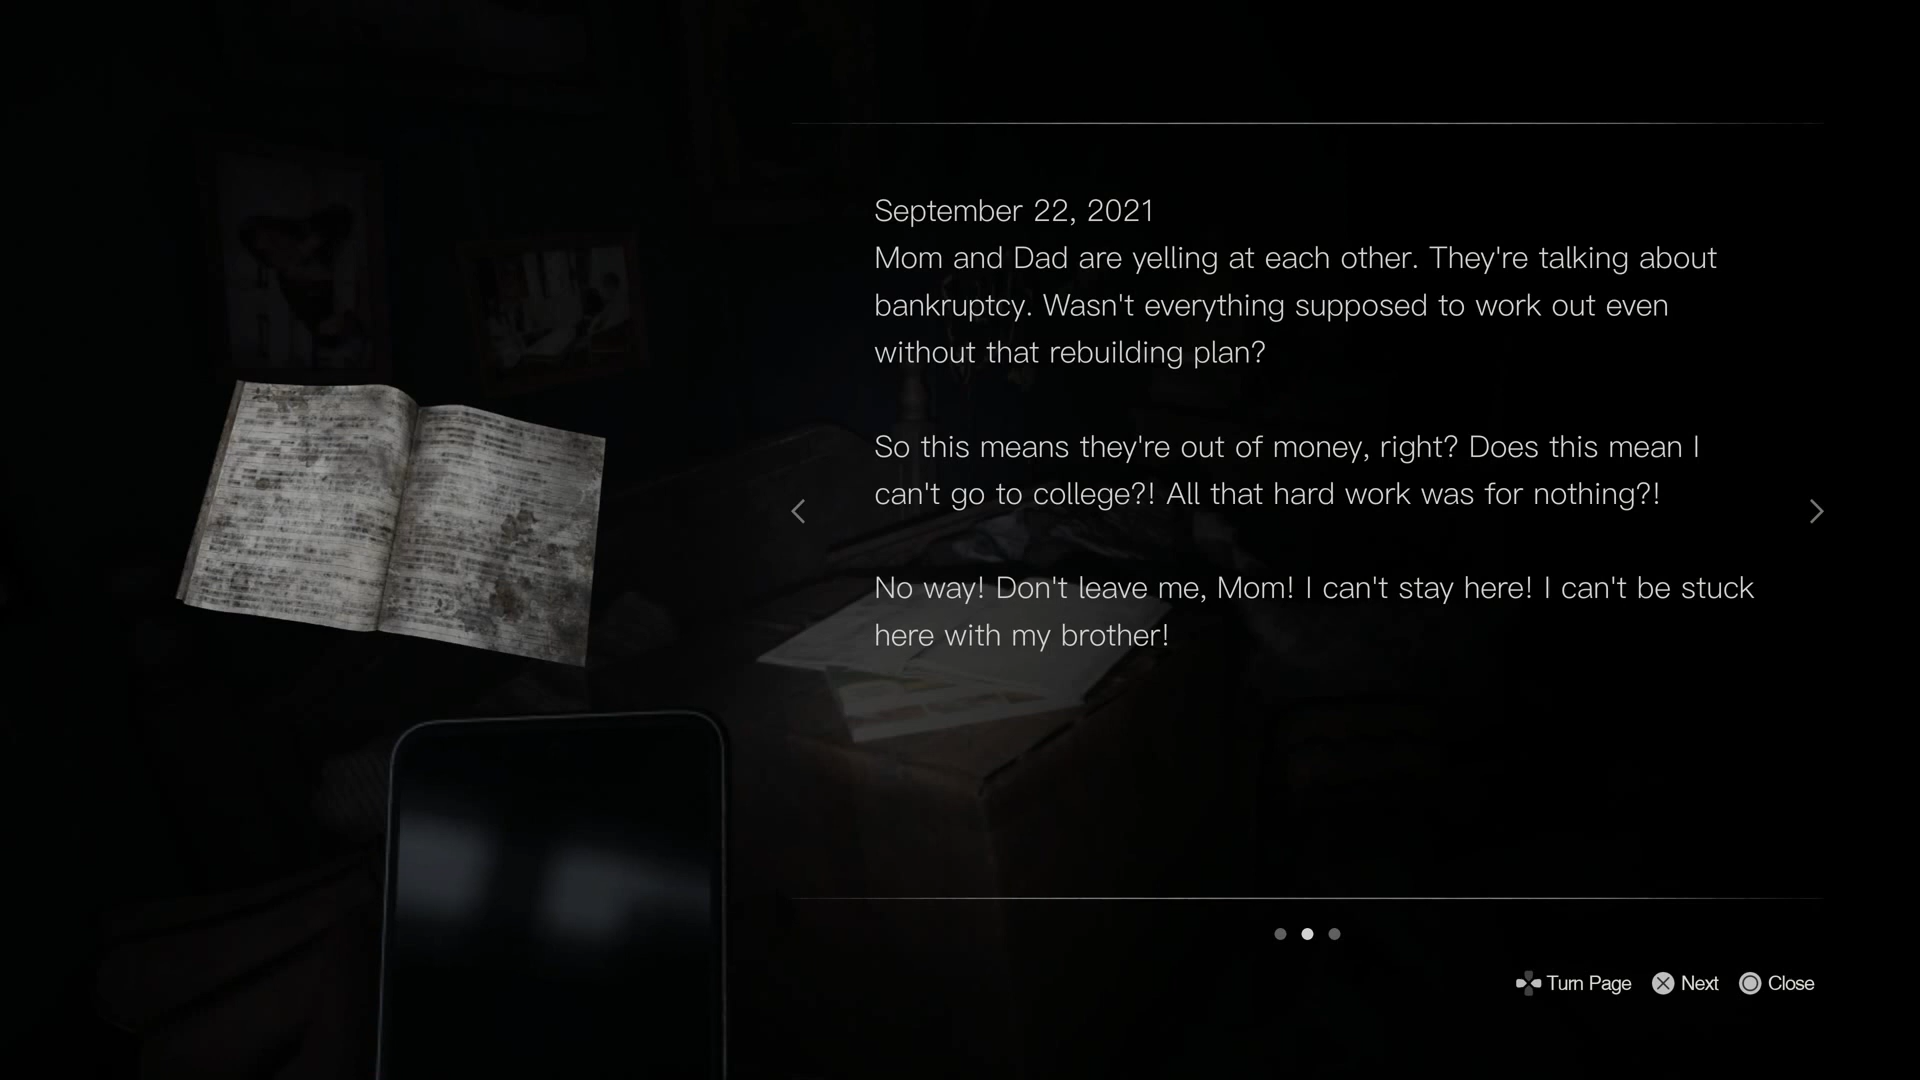 September 22, 2021
Mom and Dad are yelling at each other. They're talking about
bankruptcy. Wasn't everything supposed to work out even
without that rebuilding plan?
So this means they're out of money, right? Does this mean I
can't go to college?! All that hard work was for nothing?!
No way! Don't leave me, Mom! I can't stay here! I can't be stuck
here with my brother!
Turn Page Next Close